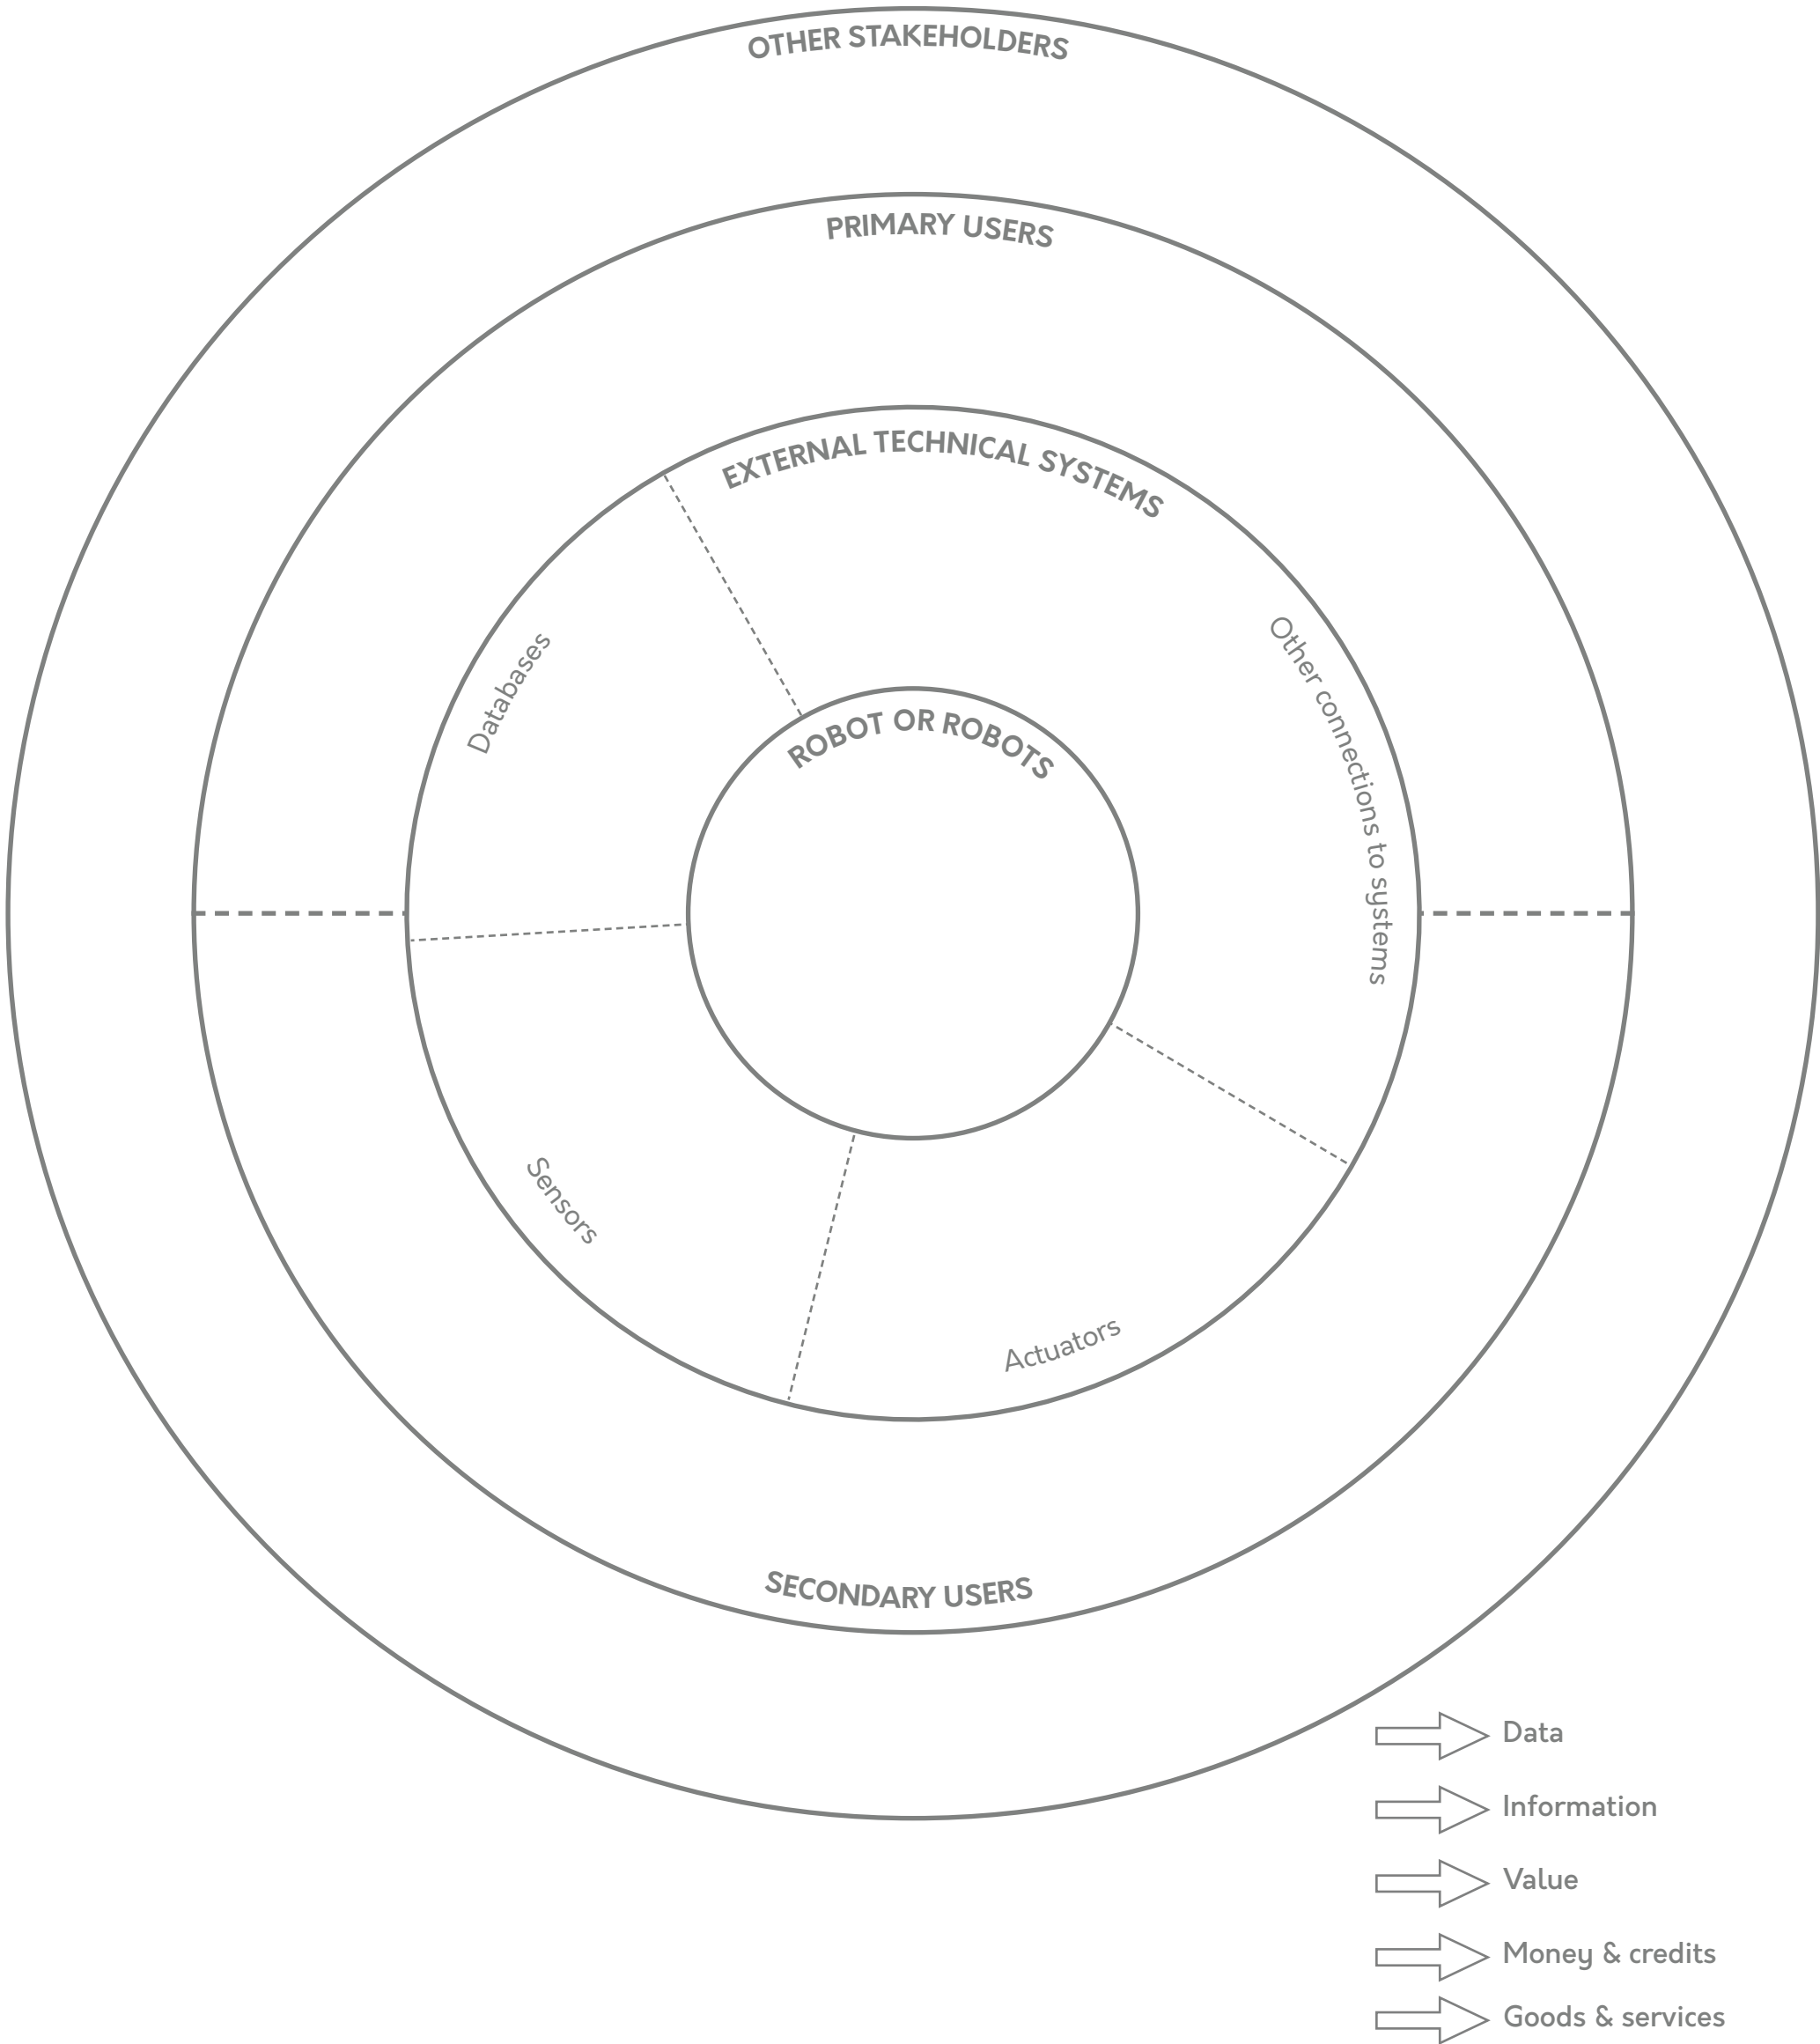 OTHER STAKEHOLDERS
PRIMARY USERS
EXTERNAL TECHNICAL SYSTEMS
Databases
Other connections to systems
ROBOT OR ROBOTS
Sensors
Actuators
SECONDARY USERS
Data
Information
Value
Money & credits
Goods & services